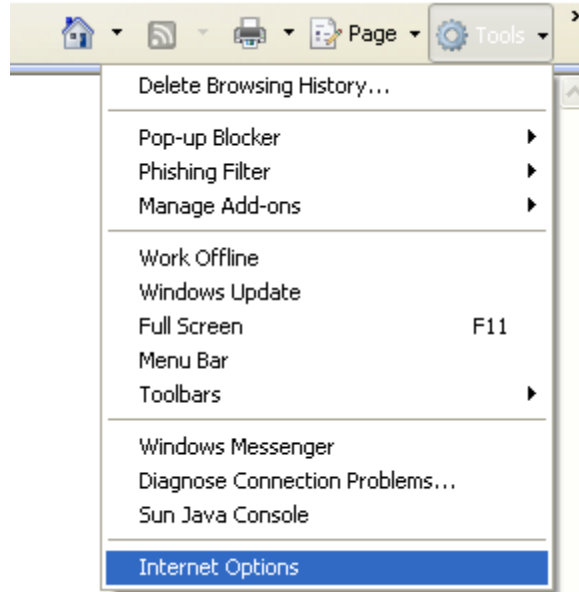 Page Tools
Delete Browsing History...
Pop-up Blocker
Phishing Filter
Manage Add-ons
Work Offline
Windows Update
Full Screen F11
Menu Bar
Toolbars
Windows Messenger
Diagnose Connection Problems...
Sun Java Console
Internet Options